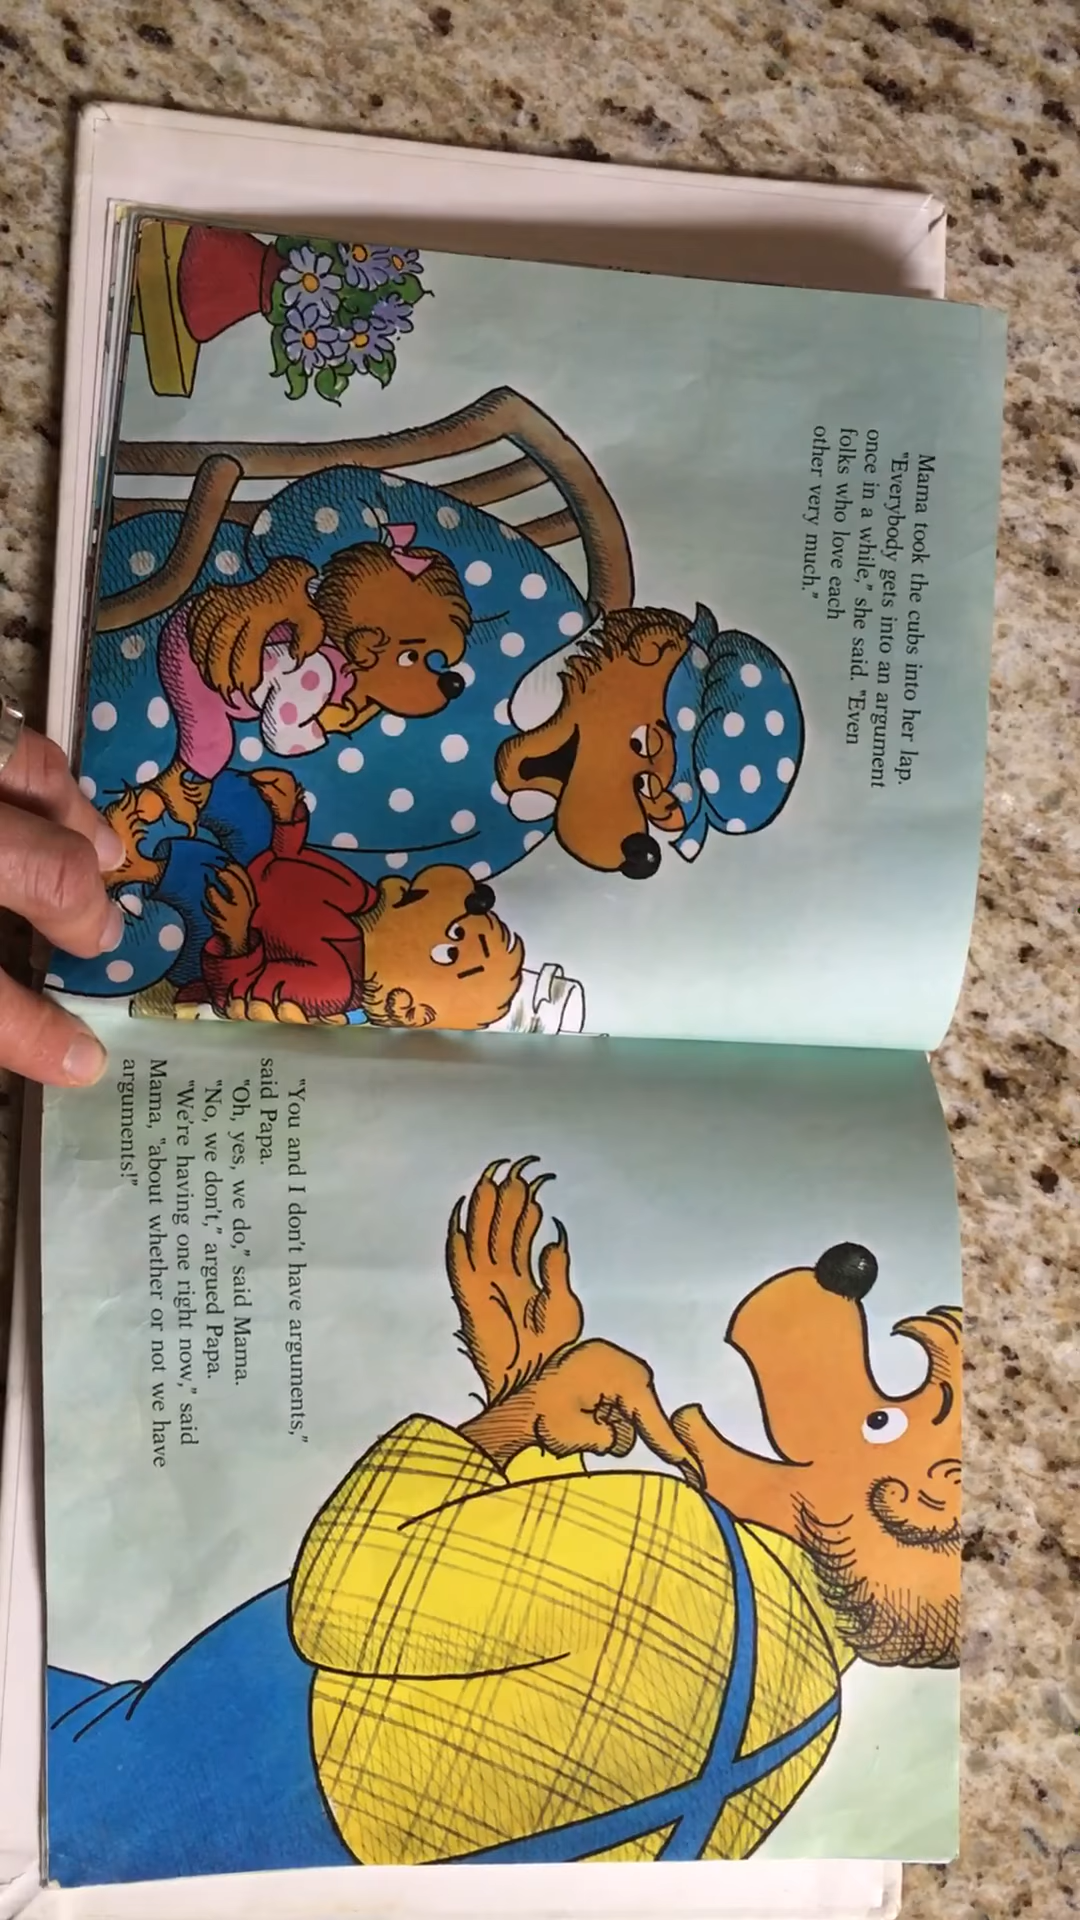 Mama took the cubs into her lap.
"Everybody gets into an argument
once in a while," she said. "Even
folks who love each
other very much."
"You and I don't have arguments,"
said Papa.
"Oh, yes, we do," said Mama.
"No, we don't," argued Papa.
"We're having one right now," said
Mama, "about whether or not we have
arguments!"